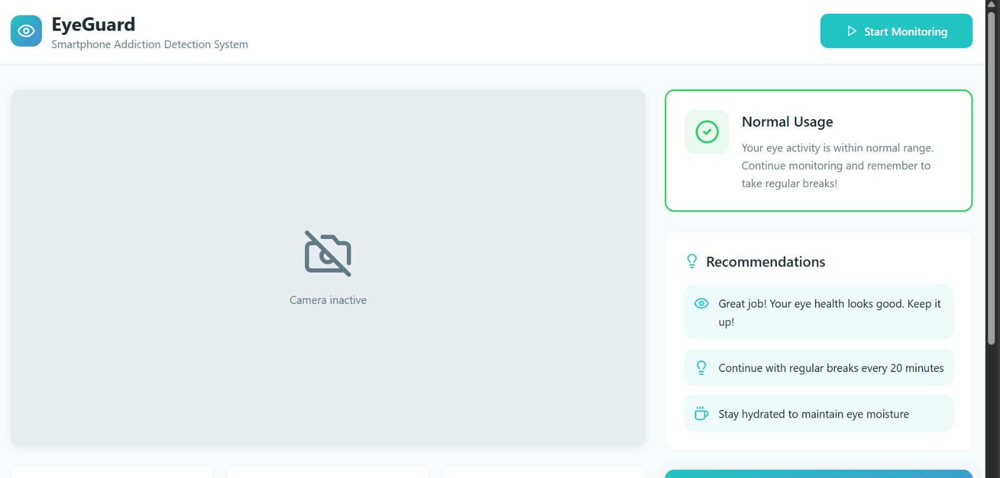 EyeGuard
Smartphone Addiction Detection System
Start Monitoring
Camera inactive
Normal Usage
Your eye activity is within normal range.
Continue monitoring and remember to
take regular breaks!
Recommendations
Great job! Your eye health looks good. Keep it
up!
Continue with regular breaks every 20 minutes
Stay hydrated to maintain eye moisture